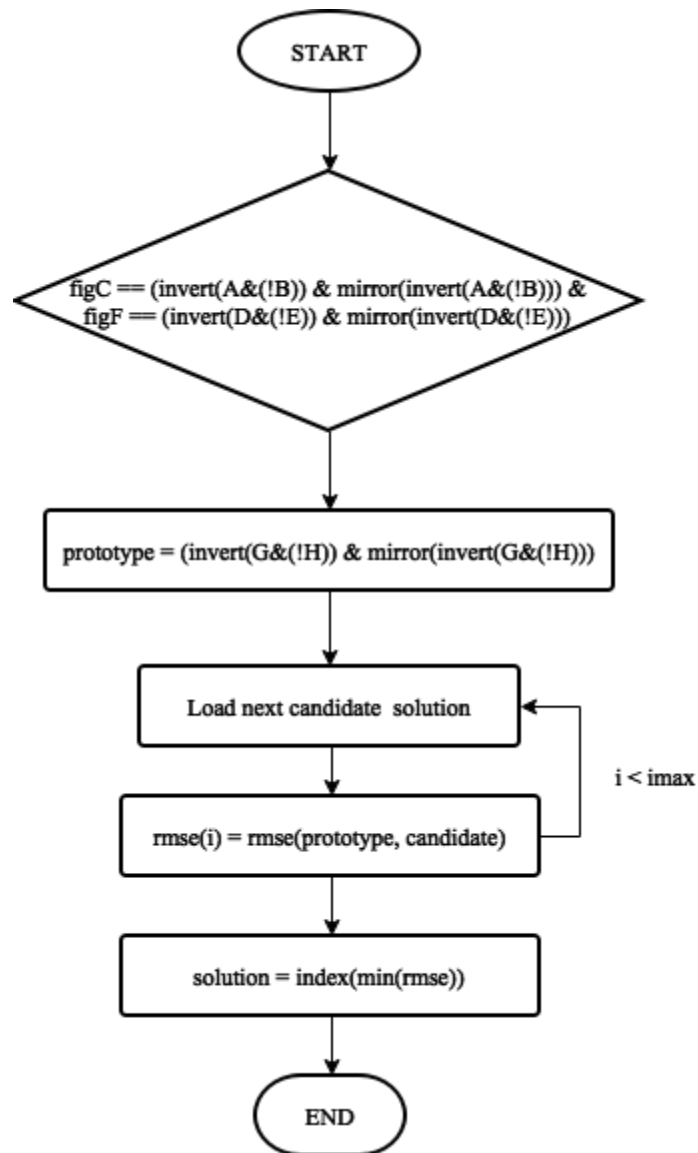 START
figC == (invert(A&(!B)) & mirror(invert(A&(!B))) &
figF == (invert(D&(!E)) & mirror(invert(D&(!E)))
prototype = (invert(G&(!H)) & mirror(invert(G&(!H)))
Load next candidate solution
i < imax
rmse(i) = rmse(prototype, candidate)
solution = index(min(rmse))
END